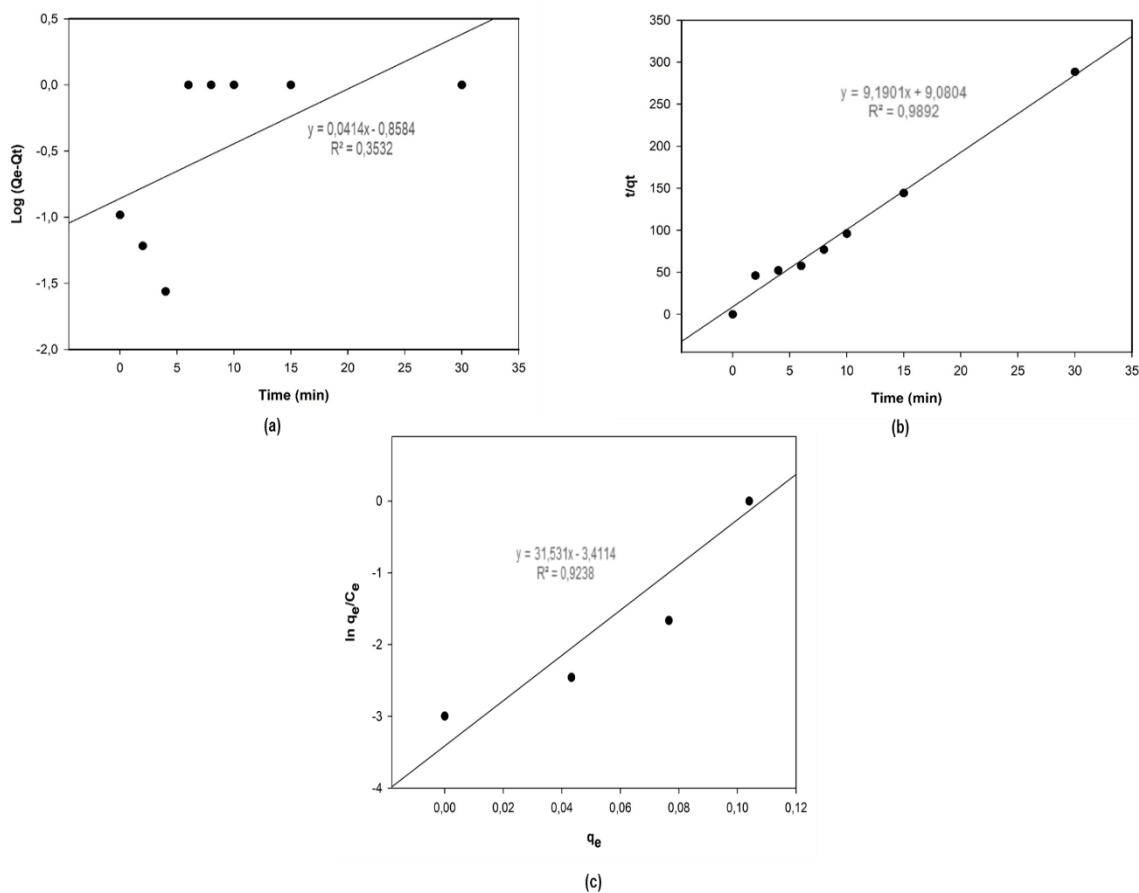 0,5
0,0
-0,5
-1,0
-1,5
-2,0
Log (Qe-Qt)
y = 0,0414x - 0,8584
R² = 0,3532
0 5 10 15 20 25 30 35
Time (min)
(a)
350
300
250
200
150
100
50
0
t/qt
y = 9,1901x + 9,0804
R² = 0,9892
0 5 10 15 20 25 30 35
Time (min)
(b)
0
-1
-2
-3
-4
ln qe/Ce
y = 31,531x - 3,4114
R² = 0,9238
0,00 0,02 0,04 0,06 0,08 0,10 0,12
qe
(c)